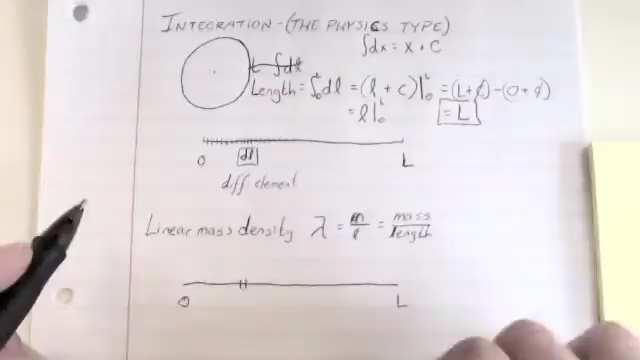 INTEGRATION-(THE PHYSICS TYPE)
∫dx = x + C
Length = ∫₀ᴸ dl = (l + c)|₀ᴸ = (L + c) - (0 + c)
= l|₀ᴸ = L
0 dl L
diff element
Linear mass density λ = m/l = mass/length
0 L